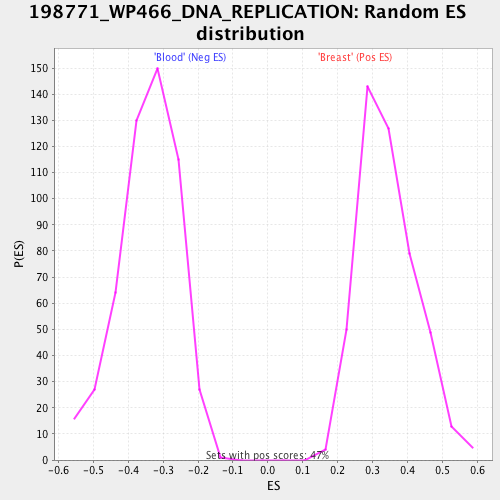 198771_WP466_DNA_REPLICATION: Random ES
distribution
'Blood' (Neg ES) 'Breast' (Pos ES)
150
140
130
120
110
100
90
80
70
60
50
40
30
20
10
0
P(ES)
Sets with pos scores: 47%
-0.6 -0.5 -0.4 -0.3 -0.2 -0.1 0.0 0.1 0.2 0.3 0.4 0.5 0.6
ES